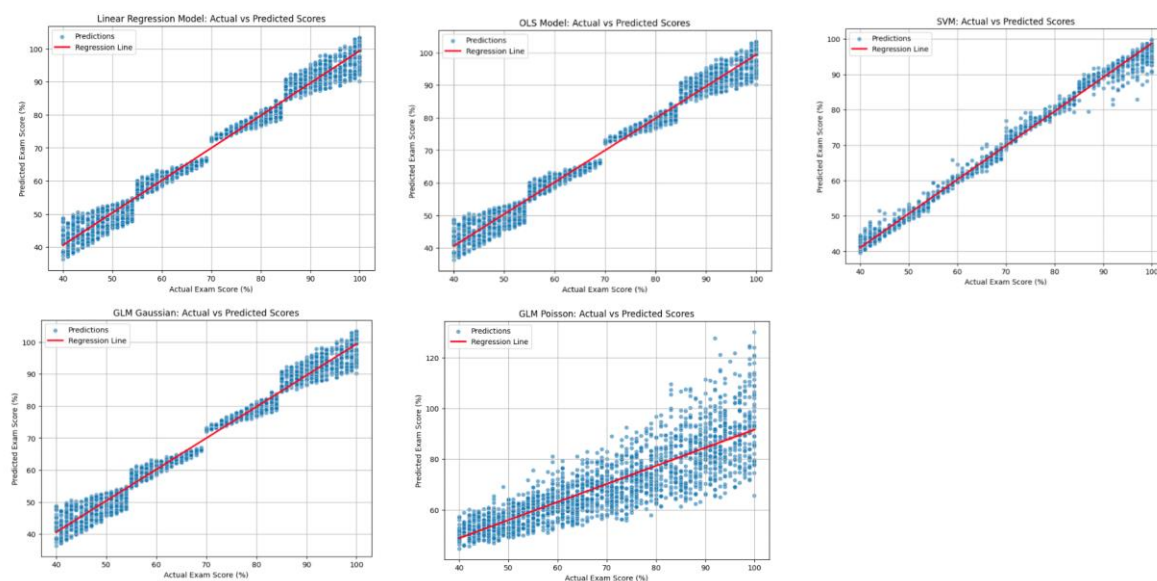 Linear Regression Model: Actual vs Predicted Scores
Predictions
Regression Line
100
90
80
70
60
50
40
Predicted Exam Score (%)
40 50 60 70 80 90 100
Actual Exam Score (%)
OLS Model: Actual vs Predicted Scores
Predictions
Regression Line
100
90
80
70
60
50
40
Predicted Exam Score (%)
40 50 60 70 80 90 100
Actual Exam Score (%)
SVM: Actual vs Predicted Scores
Predictions
Regression Line
100
90
80
70
60
50
40
Predicted Exam Score (%)
40 50 60 70 80 90 100
Actual Exam Score (%)
GLM Gaussian: Actual vs Predicted Scores
Predictions
Regression Line
100
90
80
70
60
50
40
Predicted Exam Score (%)
40 50 60 70 80 90 100
Actual Exam Score (%)
GLM Poisson: Actual vs Predicted Scores
Predictions
Regression Line
120
100
80
60
Predicted Exam Score (%)
40 50 60 70 80 90 100
Actual Exam Score (%)